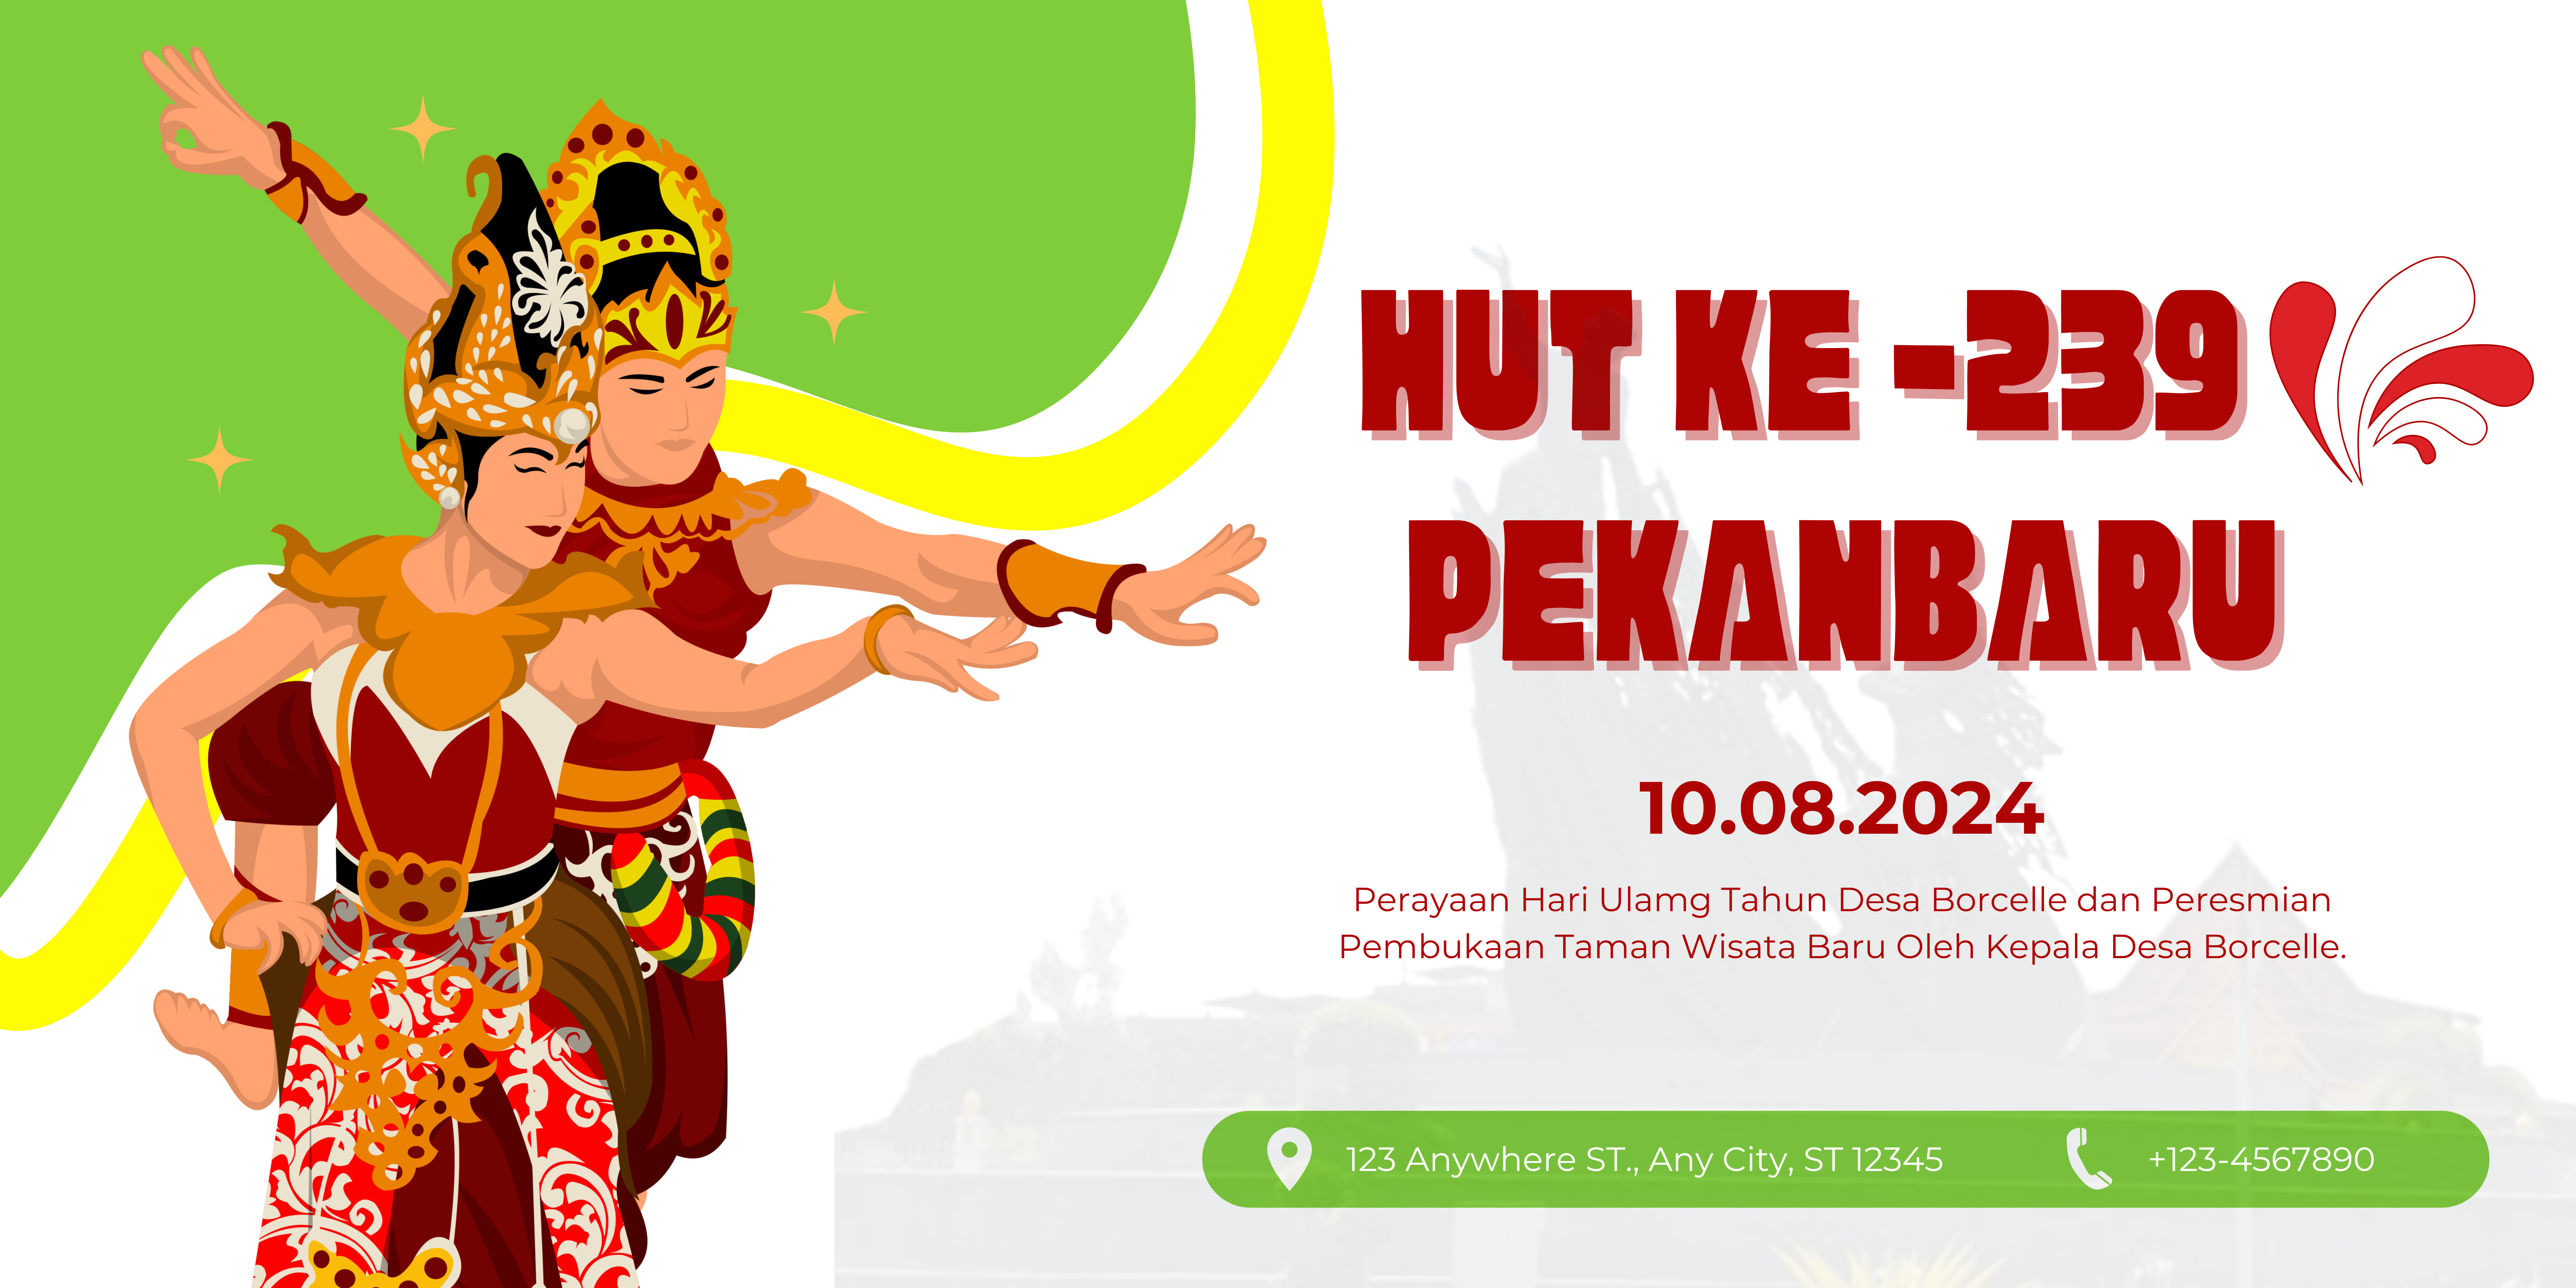 HUT KE -239
PEKANBARU
10.08.2024
Perayaan Hari Ulamg Tahun Desa Borcelle dan Peresmian
Pembukaan Taman Wisata Baru Oleh Kepala Desa Borcelle.
123 Anywhere ST., Any City, ST 12345
+123-4567890